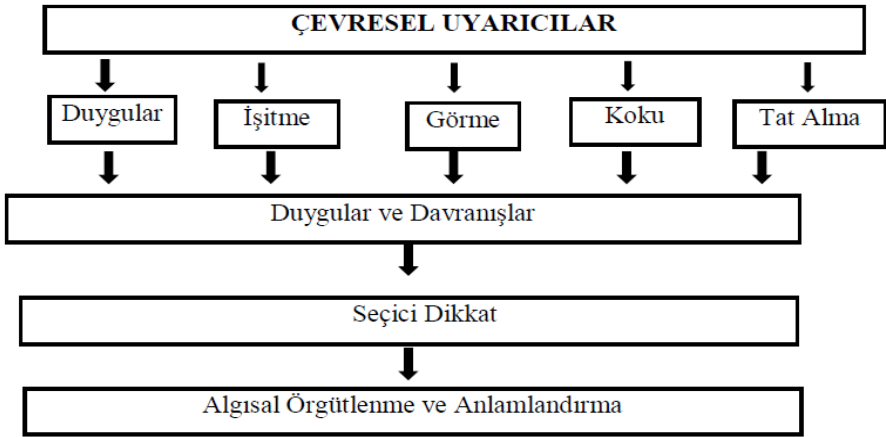 ÇEVRESEL UYARICILAR
Duygular İşitme Görme Koku Tat Alma
Duygular ve Davranışlar
Seçici Dikkat
Algısal Örgütlenme ve Anlamlandırma